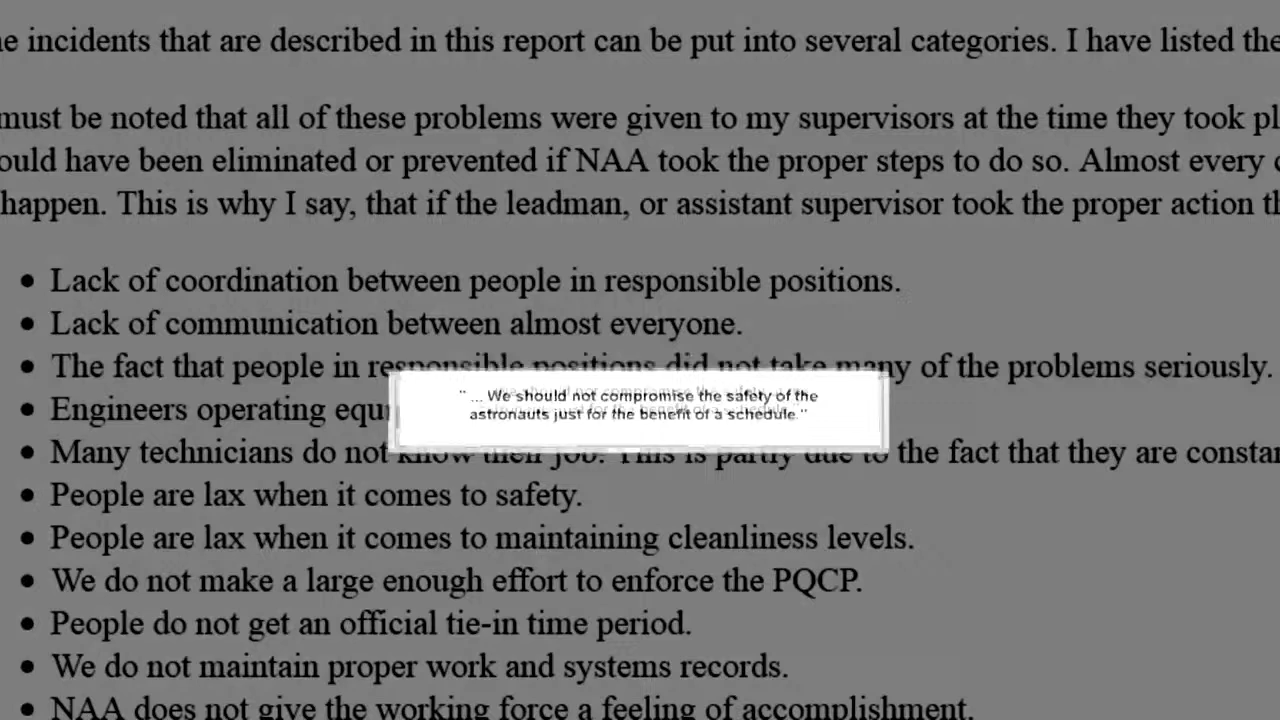 e incidents that are described in this report can be put into several categories. I have listed the
must be noted that all of these problems were given to my supervisors at the time they took pl
ould have been eliminated or prevented if NAA took the proper steps to do so. Almost every
happen. This is why I say, that if the leadman, or assistant supervisor took the proper action th
• Lack of coordination between people in responsible positions.
• Lack of communication between almost everyone.
• The fact that people in responsible positions did not take many of the problems seriously.
" ... We should not compromise the safety of the
• Engineers operating equ
astronauts just for the benefit of a schedule."
• Many technicians do not know their job. This is partly due to the fact that they are constan
• People are lax when it comes to safety.
• People are lax when it comes to maintaining cleanliness levels.
• We do not make a large enough effort to enforce the PQCP.
• People do not get an official tie-in time period.
• We do not maintain proper work and systems records.
• NAA does not give the working force a feeling of accomplishment.